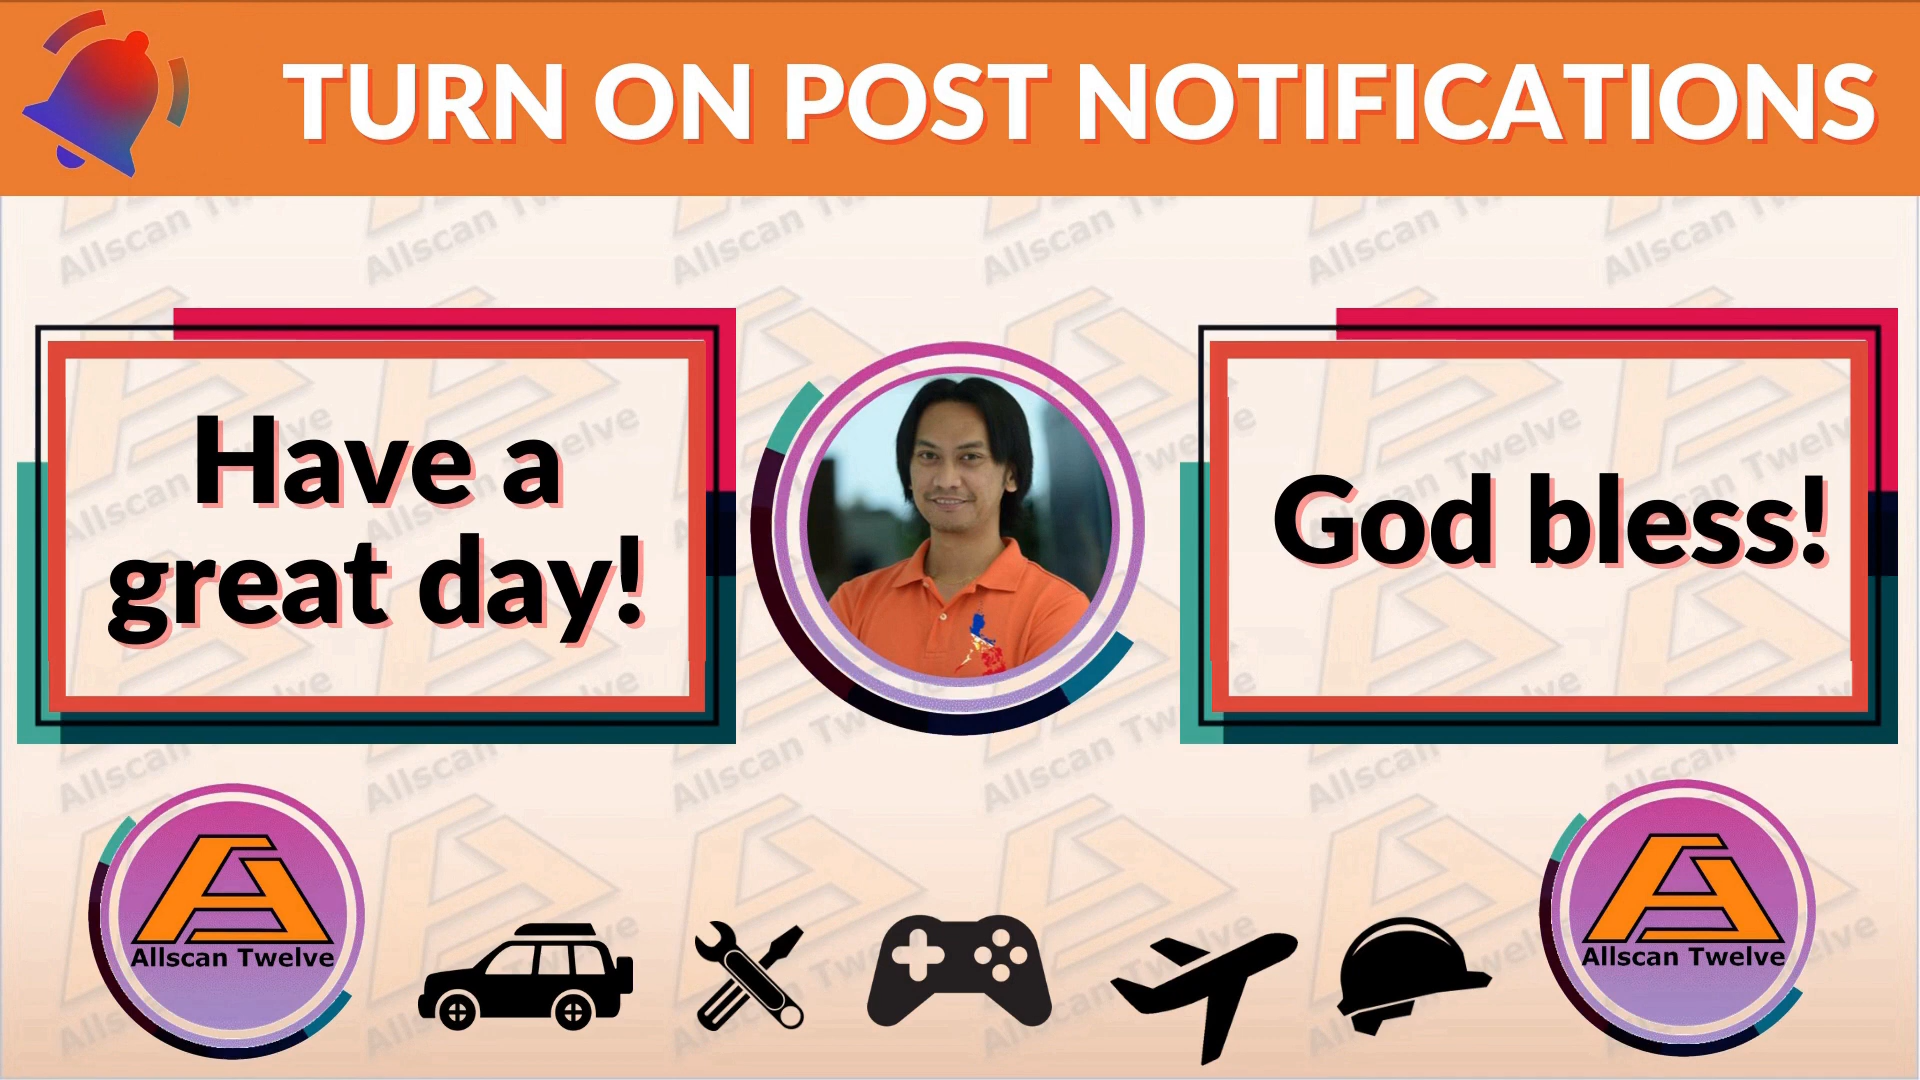 TURN ON POST NOTIFICATIONS
Have a
great day!
God bless!
Allscan Twelve
Allscan Twelve